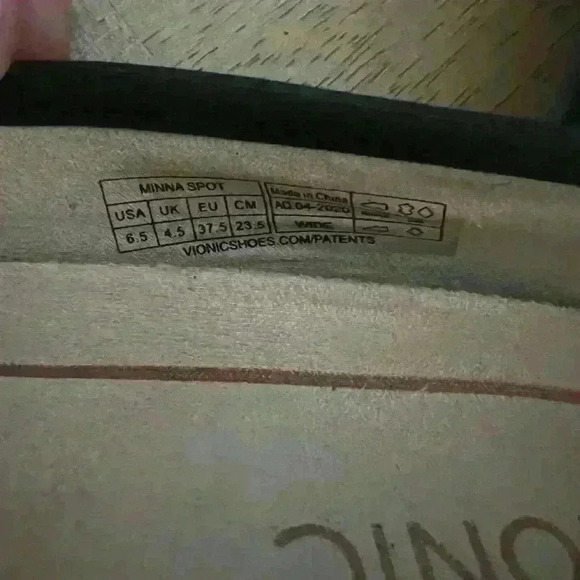 MINNA SPOT
USA UK EU CM
6.5 4.5 37.5 23.5
Made in China
AO 04-2020
WIDE
VIONICSHOES.COM/PATENTS
ONIC